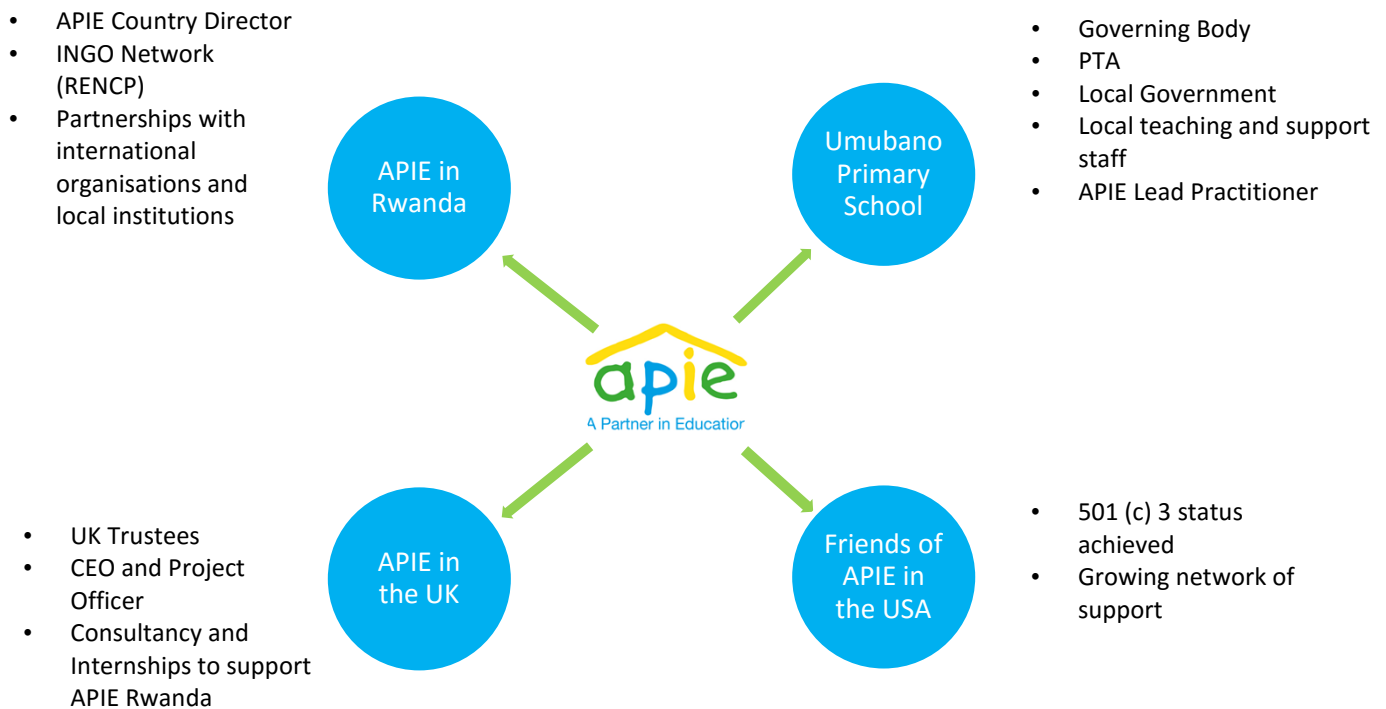 • APIE Country Director
• INGO Network
(RENCP)
• Partnerships with
international
organisations and
local institutions
APIE in
Rwanda
Umubano
Primary
School
• Governing Body
• PTA
• Local Government
• Local teaching and support
staff
• APIE Lead Practitioner
apie
A Partner in Education
• UK Trustees
• CEO and Project
Officer
• Consultancy and
Internships to support
APIE Rwanda
APIE in
the UK
Friends of
APIE in
the USA
• 501 (c) 3 status
achieved
• Growing network of
support